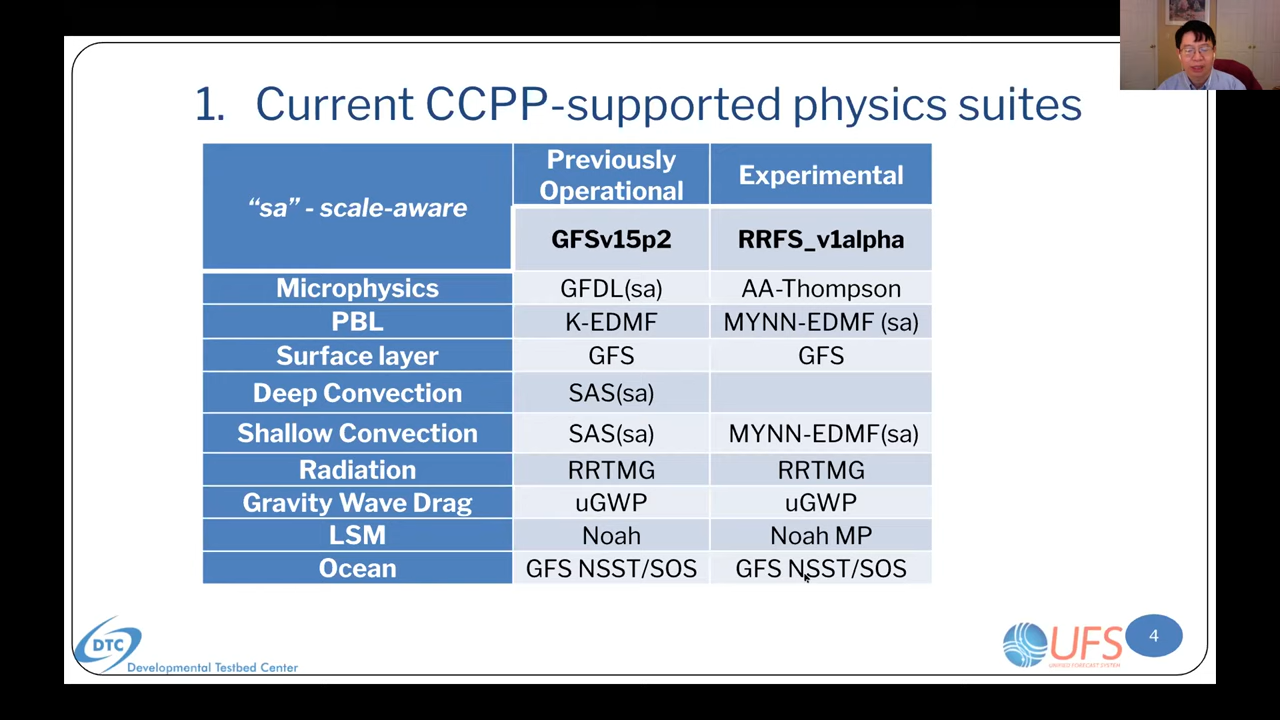 1. Current CCPP-supported physics suites
"sa" - scale-aware
Previously
Operational
Experimental
GFSv15p2
RRFS_v1alpha
Microphysics GFDL(sa) AA-Thompson
PBL K-EDMF MYNN-EDMF (sa)
Surface layer GFS GFS
Deep Convection SAS(sa)
Shallow Convection SAS(sa) MYNN-EDMF(sa)
Radiation RRTMG RRTMG
Gravity Wave Drag uGWP uGWP
LSM Noah Noah MP
Ocean GFS NSST/SOS GFS NSST/SOS
DTC
Developmental Testbed Center
UFS
UNIFIED FORECAST SYSTEM
4